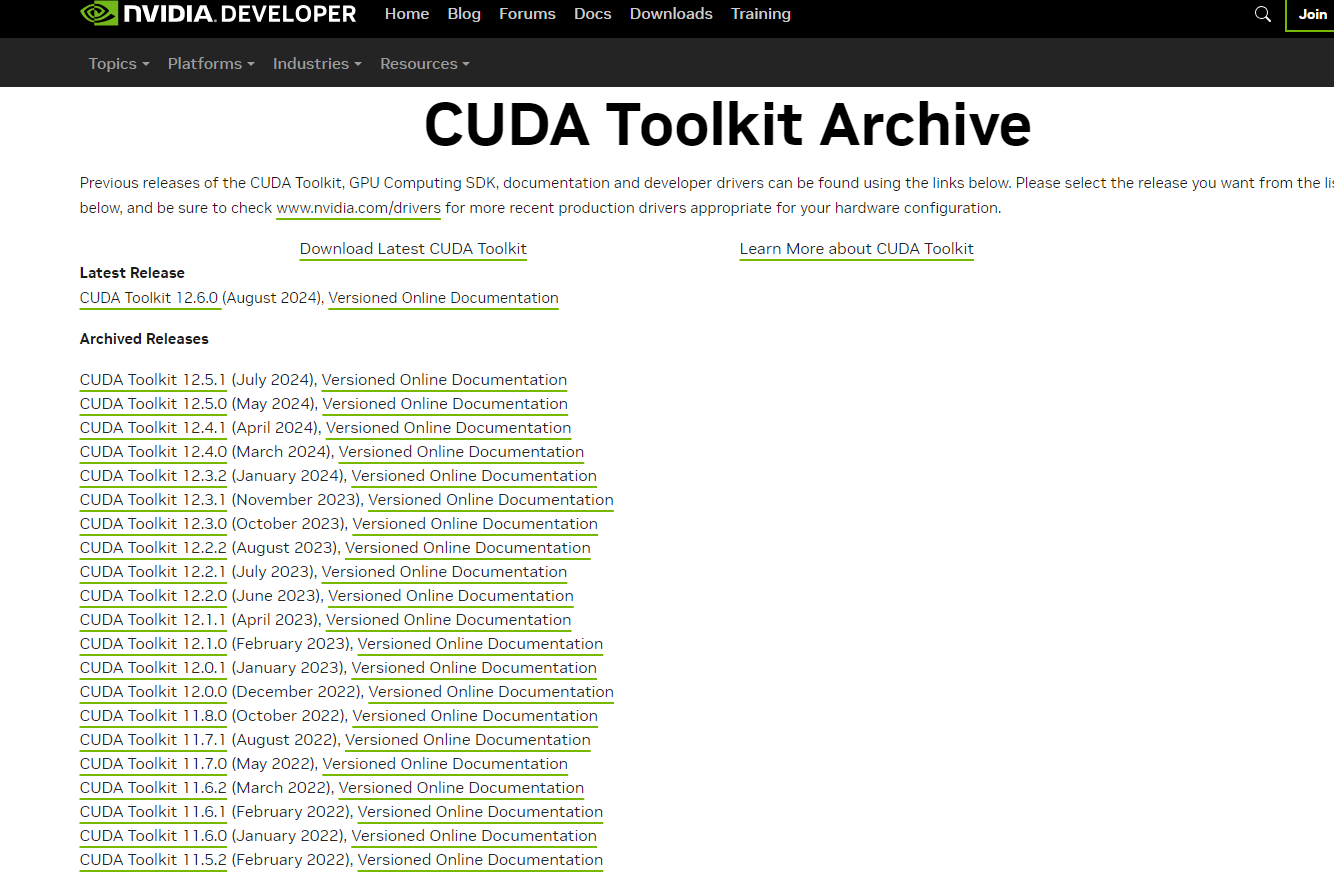 NVIDIA. DEVELOPER Home Blog Forums Docs Downloads Training Join
Topics Platforms Industries Resources
CUDA Toolkit Archive
Previous releases of the CUDA Toolkit, GPU Computing SDK, documentation and developer drivers can be found using the links below. Please select the release you want from the
below, and be sure to check www.nvidia.com/drivers for more recent production drivers appropriate for your hardware configuration.
Download Latest CUDA Toolkit Learn More about CUDA Toolkit
Latest Release
CUDA Toolkit 12.6.0 (August 2024), Versioned Online Documentation
Archived Releases
CUDA Toolkit 12.5.1 (July 2024), Versioned Online Documentation
CUDA Toolkit 12.5.0 (May 2024), Versioned Online Documentation
CUDA Toolkit 12.4.1 (April 2024), Versioned Online Documentation
CUDA Toolkit 12.4.0 (March 2024), Versioned Online Documentation
CUDA Toolkit 12.3.2 (January 2024), Versioned Online Documentation
CUDA Toolkit 12.3.1 (November 2023), Versioned Online Documentation
CUDA Toolkit 12.3.0 (October 2023), Versioned Online Documentation
CUDA Toolkit 12.2.2 (August 2023), Versioned Online Documentation
CUDA Toolkit 12.2.1 (July 2023), Versioned Online Documentation
CUDA Toolkit 12.2.0 (June 2023), Versioned Online Documentation
CUDA Toolkit 12.1.1 (April 2023), Versioned Online Documentation
CUDA Toolkit 12.1.0 (February 2023), Versioned Online Documentation
CUDA Toolkit 12.0.1 (January 2023), Versioned Online Documentation
CUDA Toolkit 12.0.0 (December 2022), Versioned Online Documentation
CUDA Toolkit 11.8.0 (October 2022), Versioned Online Documentation
CUDA Toolkit 11.7.1 (August 2022), Versioned Online Documentation
CUDA Toolkit 11.7.0 (May 2022), Versioned Online Documentation
CUDA Toolkit 11.6.2 (March 2022), Versioned Online Documentation
CUDA Toolkit 11.6.1 (February 2022), Versioned Online Documentation
CUDA Toolkit 11.6.0 (January 2022), Versioned Online Documentation
CUDA Toolkit 11.5.2 (February 2022), Versioned Online Documentation